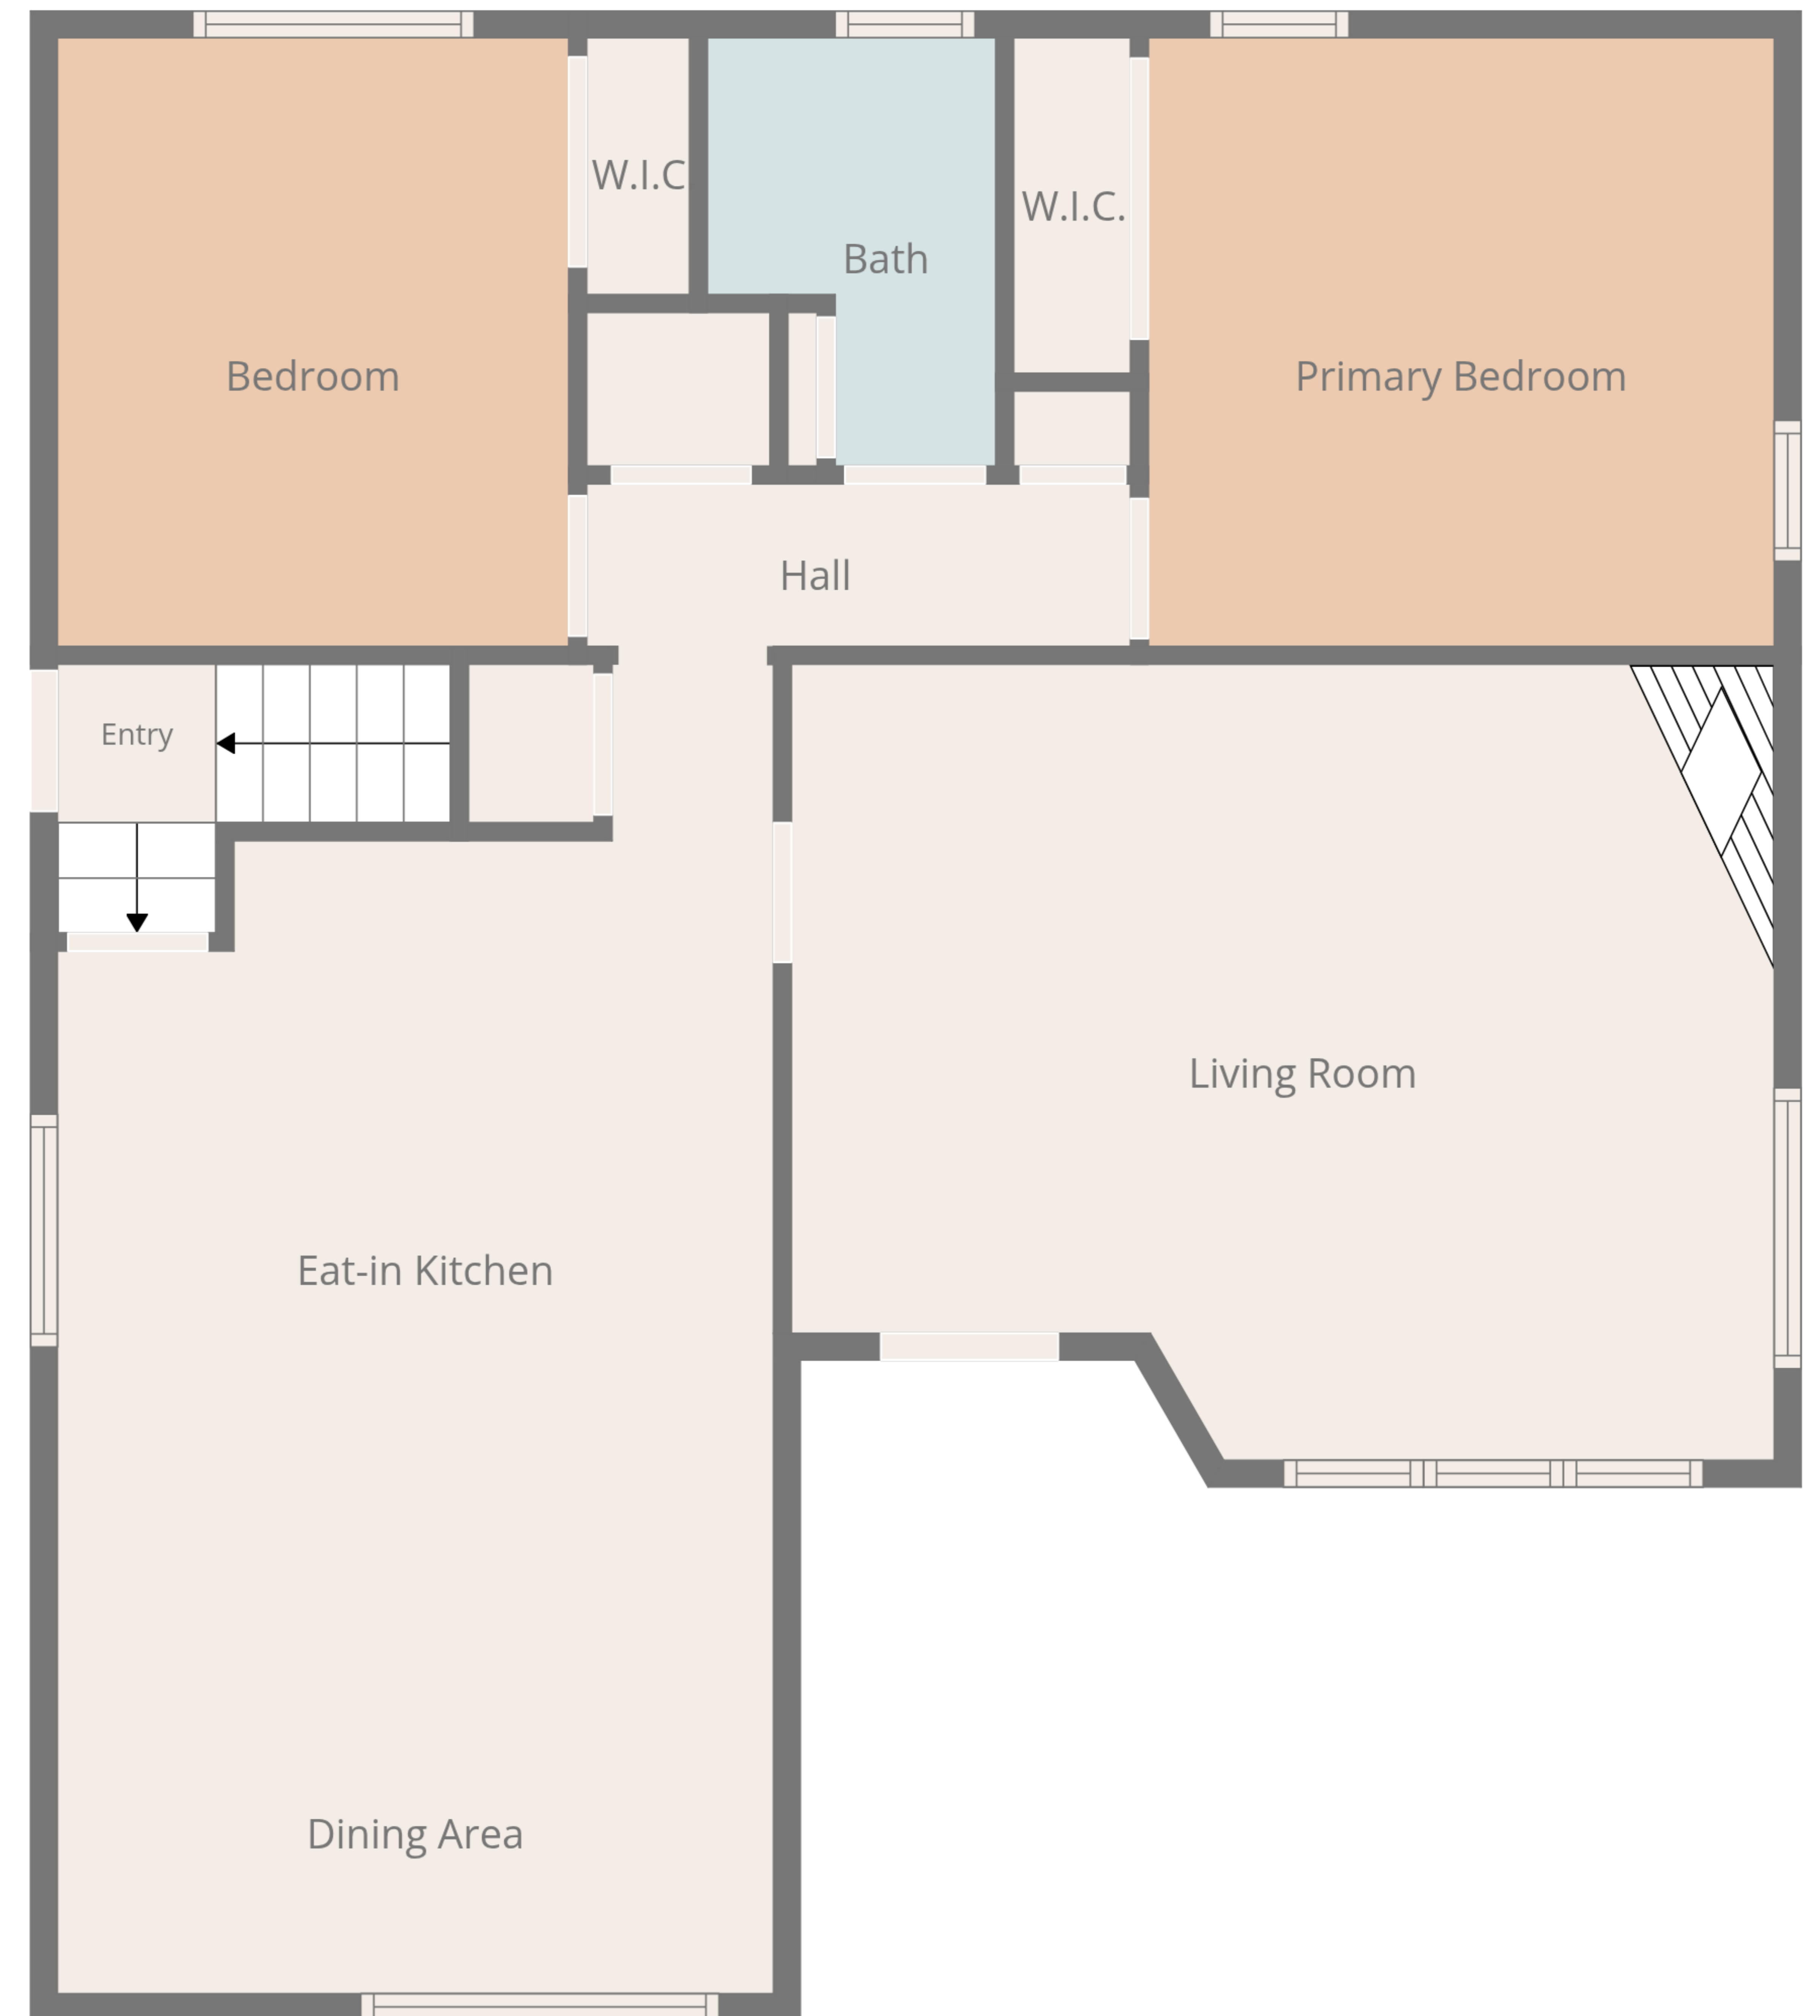 W.I.C
W.I.C.
Bath
Bedroom
Primary Bedroom
Hall
Entry
Living Room
Eat-in Kitchen
Dining Area